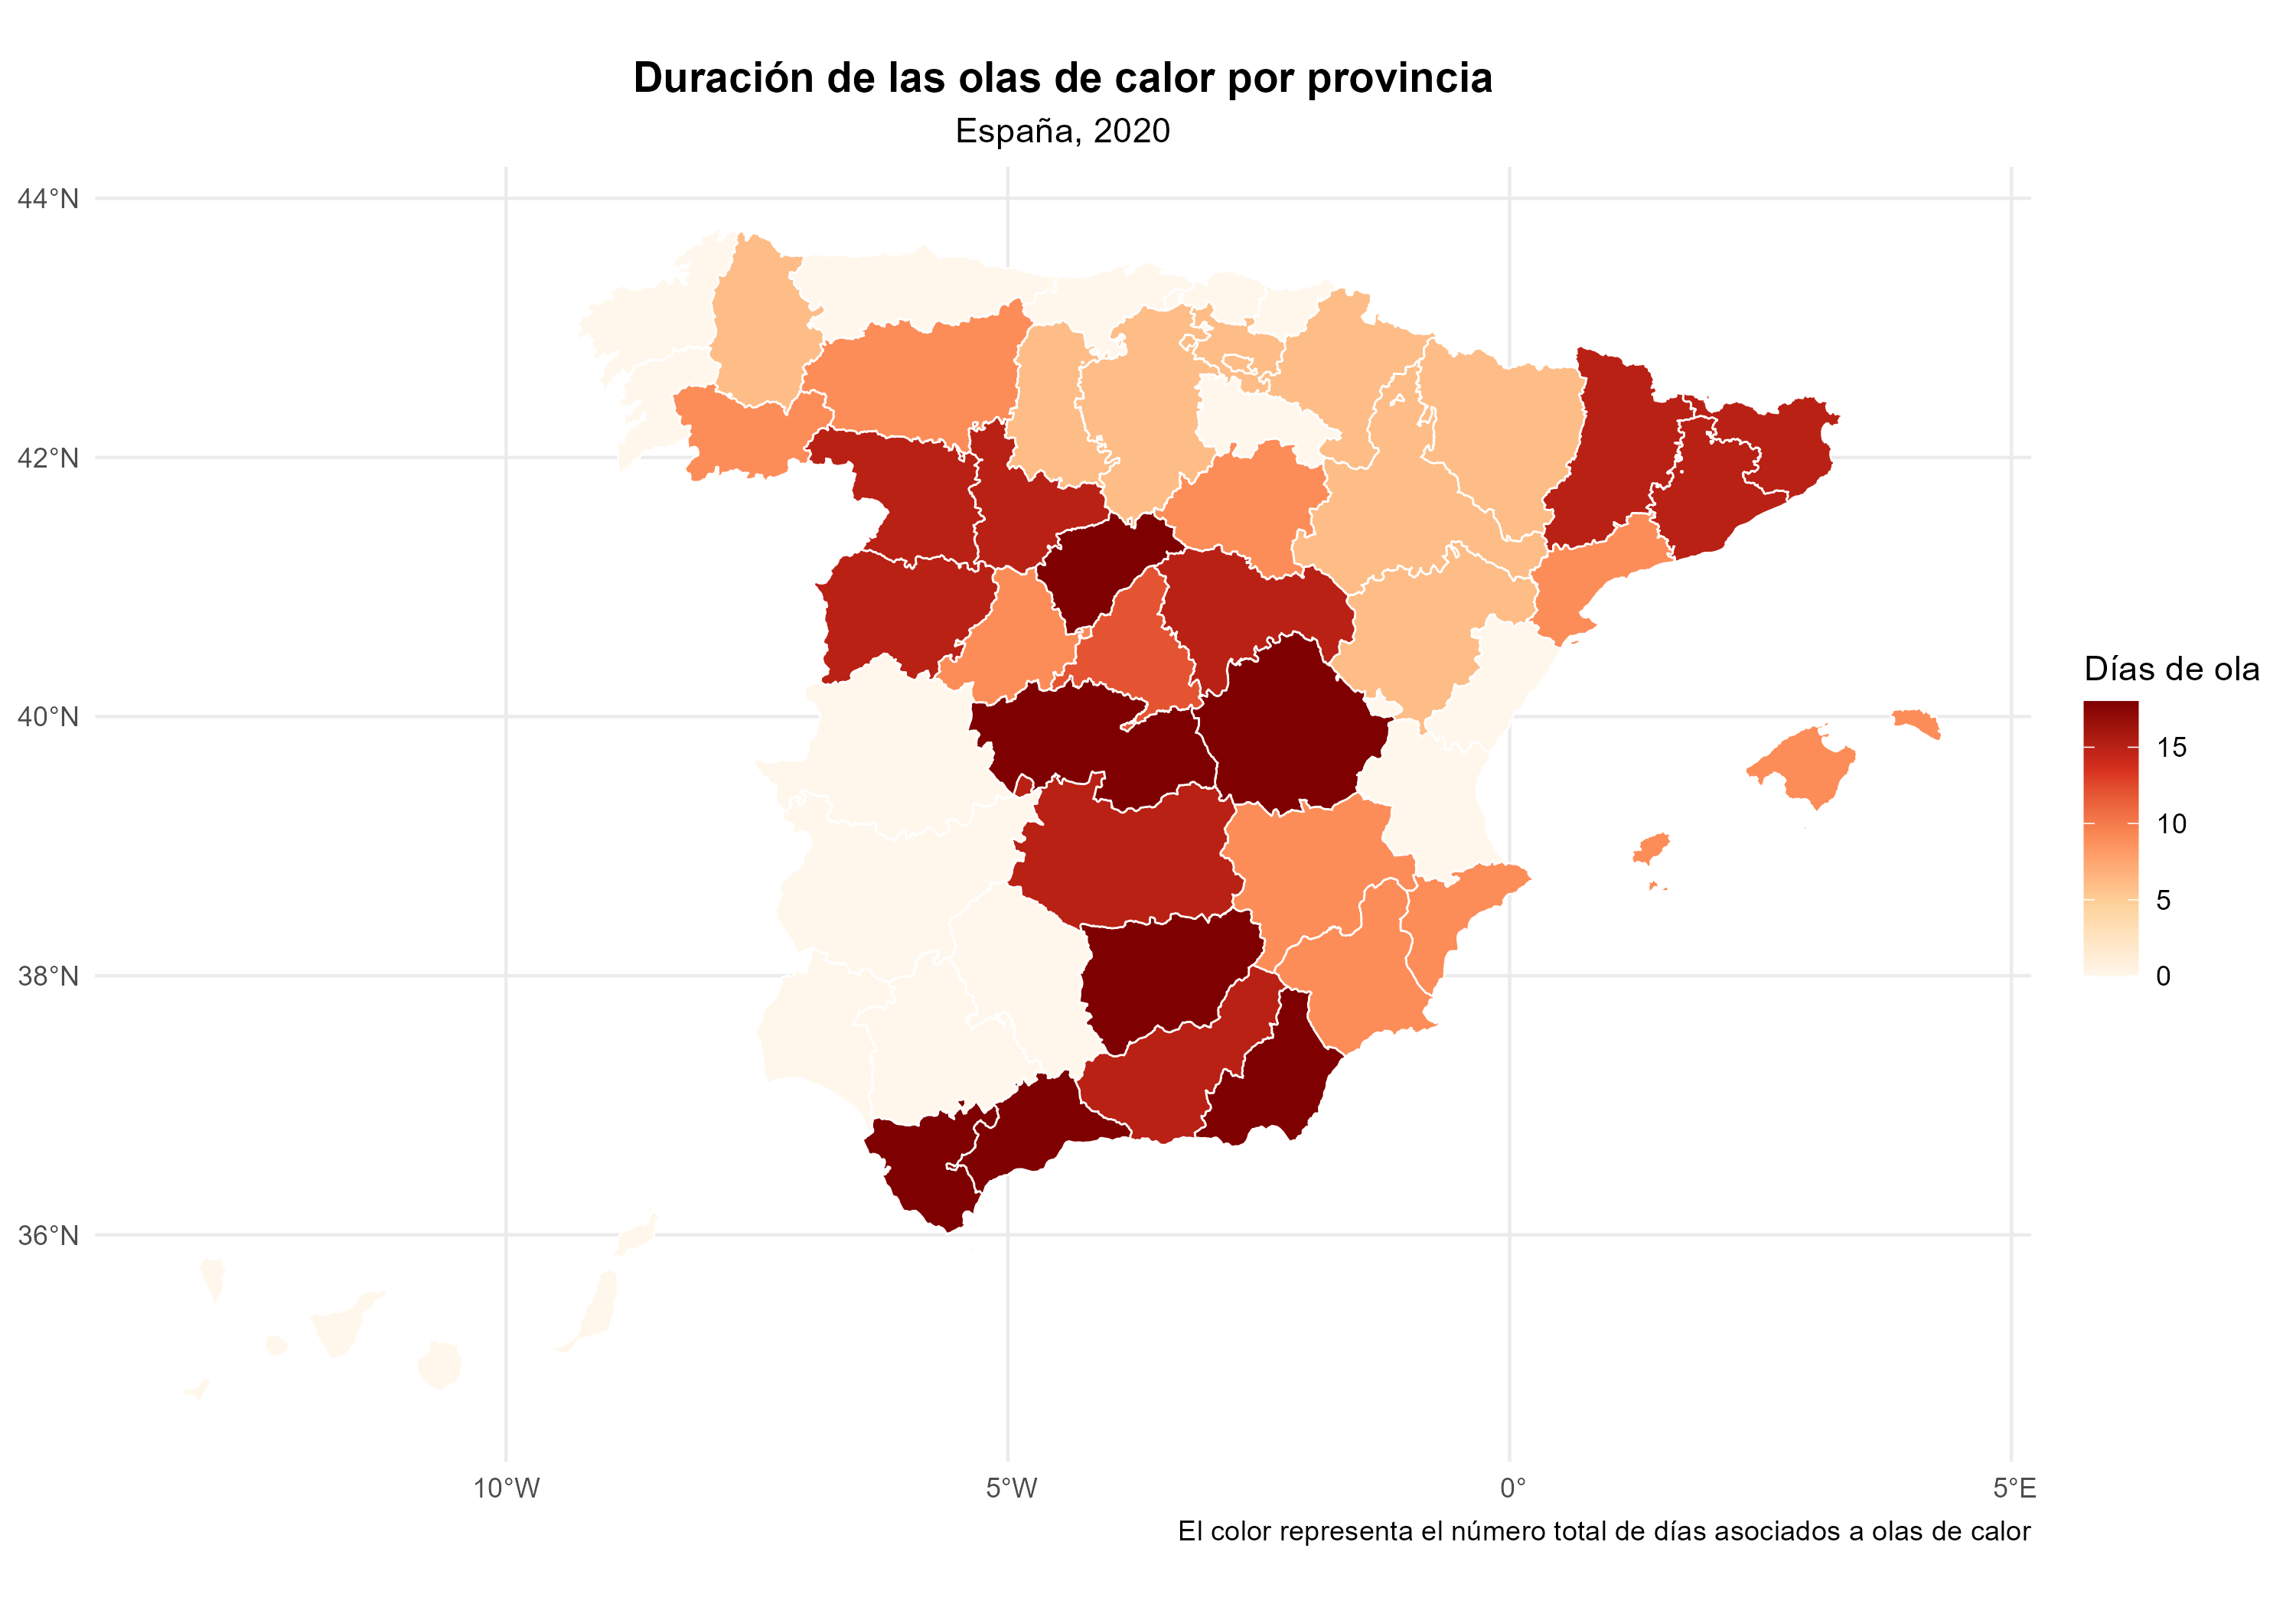 Duración de las olas de calor por provincia
España, 2020
44°N
42°N
40°N
38°N
36°N
10°W
5°W
0°
5°E
Días de ola
15
10
5
0
El color representa el número total de días asociados a olas de calor